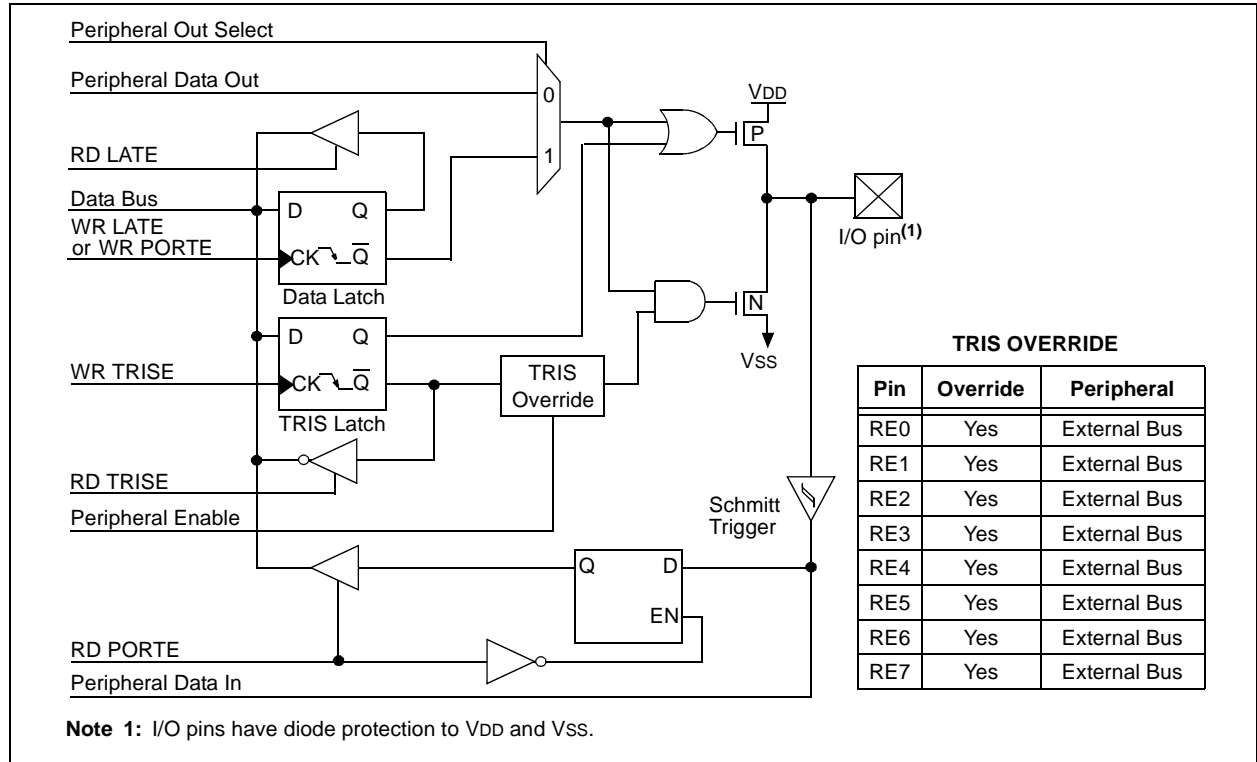 Peripheral Out Select
Peripheral Data Out
0
1
VDD
P
RD LATE
Data Bus
WR LATE
or WR PORTE
D Q
CK Q
Data Latch
I/O pin(1)
N
VSS
D Q
WR TRISE
CK Q
TRIS Latch
TRIS
Override
RD TRISE
Peripheral Enable
Schmitt
Trigger
Q D
EN
RD PORTE
Peripheral Data In
TRIS OVERRIDE
Pin Override Peripheral
RE0 Yes External Bus
RE1 Yes External Bus
RE2 Yes External Bus
RE3 Yes External Bus
RE4 Yes External Bus
RE5 Yes External Bus
RE6 Yes External Bus
RE7 Yes External Bus
Note 1: I/O pins have diode protection to VDD and VSS.